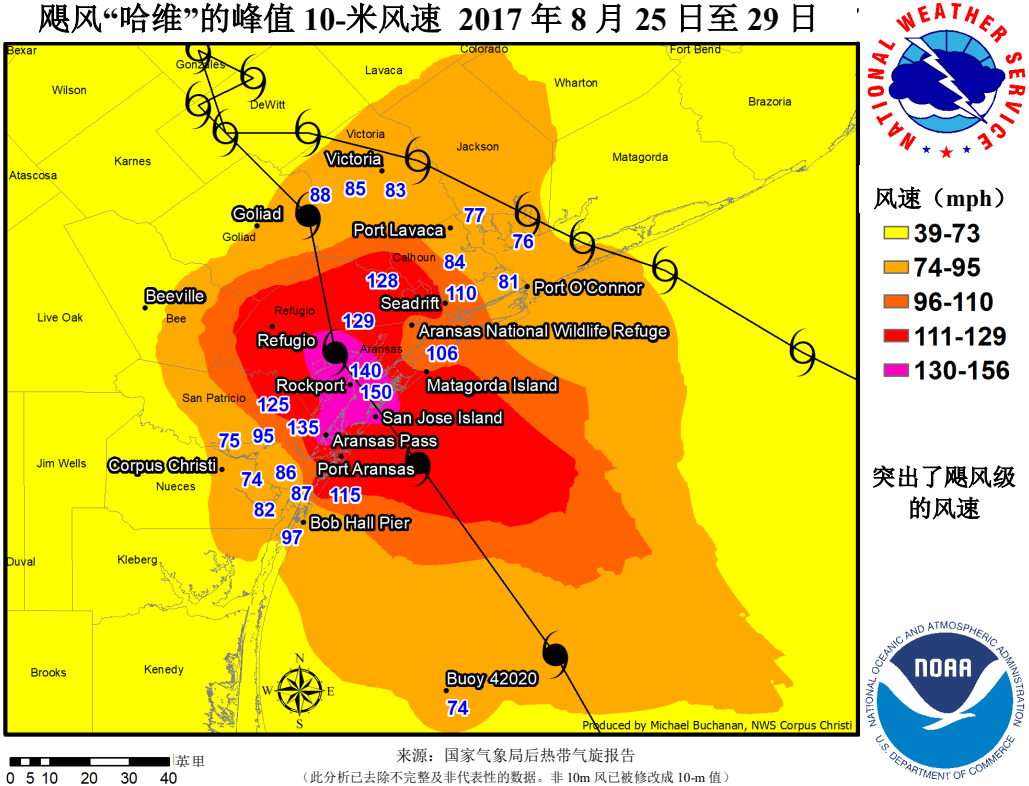 飓风“哈维”的峰值 10-米风速 2017 年 8 月 25 日至 29 日
NATIONAL WEATHER SERVICE
Bexar
Gonzales
Lavaca
Colorado
Fort Bend
Wilson
DeWitt
Wharton
Brazoria
Karnes
Victoria
Jackson
Matagorda
Atascosa
Victoria
88
85
83
Goliad
Goliad
Port Lavaca
77
76
Calhoun
84
128
81
Port O'Connor
Seadrift
110
Beeville
Bee
Live Oak
Refugio
129
Refugio
Aransas National Wildlife Refuge
Aransas
106
140
Rockport
150
Matagorda Island
San Patricio
125
San Jose Island
135
75
95
Aransas Pass
Jim Wells
Corpus Christi
Port Aransas
74
86
Nueces
87
115
82
Bob Hall Pier
97
Duval
Kleberg
Brooks
Kenedy
N
W
E
S
Buoy 42020
74
Produced by Michael Buchanan, NWS Corpus Christi
风速（mph）
39-73
74-95
96-110
111-129
130-156
突出了飓风级
的风速
NATIONAL OCEANIC AND ATMOSPHERIC ADMINISTRATION
NOAA
U.S. DEPARTMENT OF COMMERCE
英里
0 5 10 20 30 40
来源：国家气象局后热带气旋报告
（此分析已去除不完整及非代表性的数据。非 10m 风已被修改成 10-m 值）